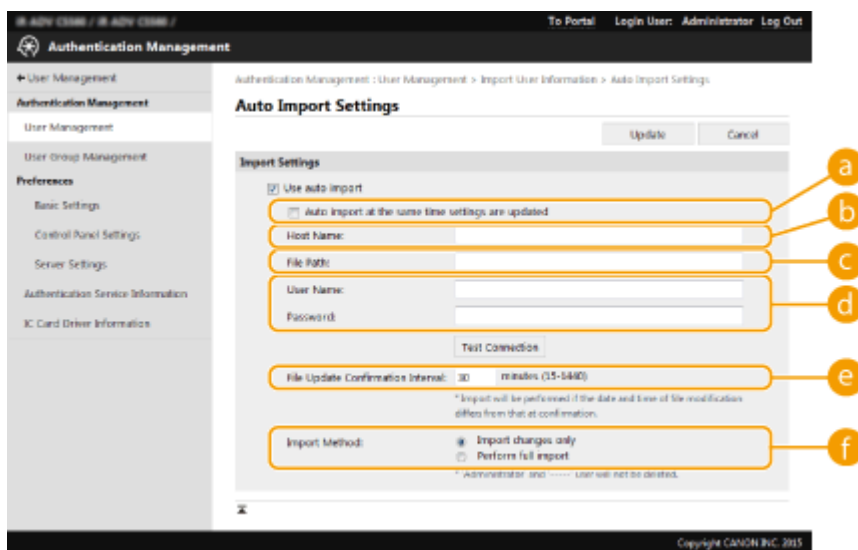 To Portal Login User: Administrator Log Out
Authentication Management
User Management
Authentication Management : User Management > Import User Information > Auto Import Settings
Authentication Management
Auto Import Settings
User Management
Update Cancel
User Group Management
Import Settings
Preferences
Use auto import
Basic Settings
Auto import at the same time settings are updated
a
Control Panel Settings
Host Name:
b
Server Settings
File Path:
c
Authentication Service Information
User Name:
Password:
d
IC Card Driver Information
Test Connection
File Update Confirmation Interval: 30 minutes (15-1440)
e
* Import will be performed if the date and time of file modification
differs from that at confirmation.
Import Method: Import changes only
Perform full import
f
* 'Administrator' and '-----' user will not be deleted.
Copyright CANON INC. 2015